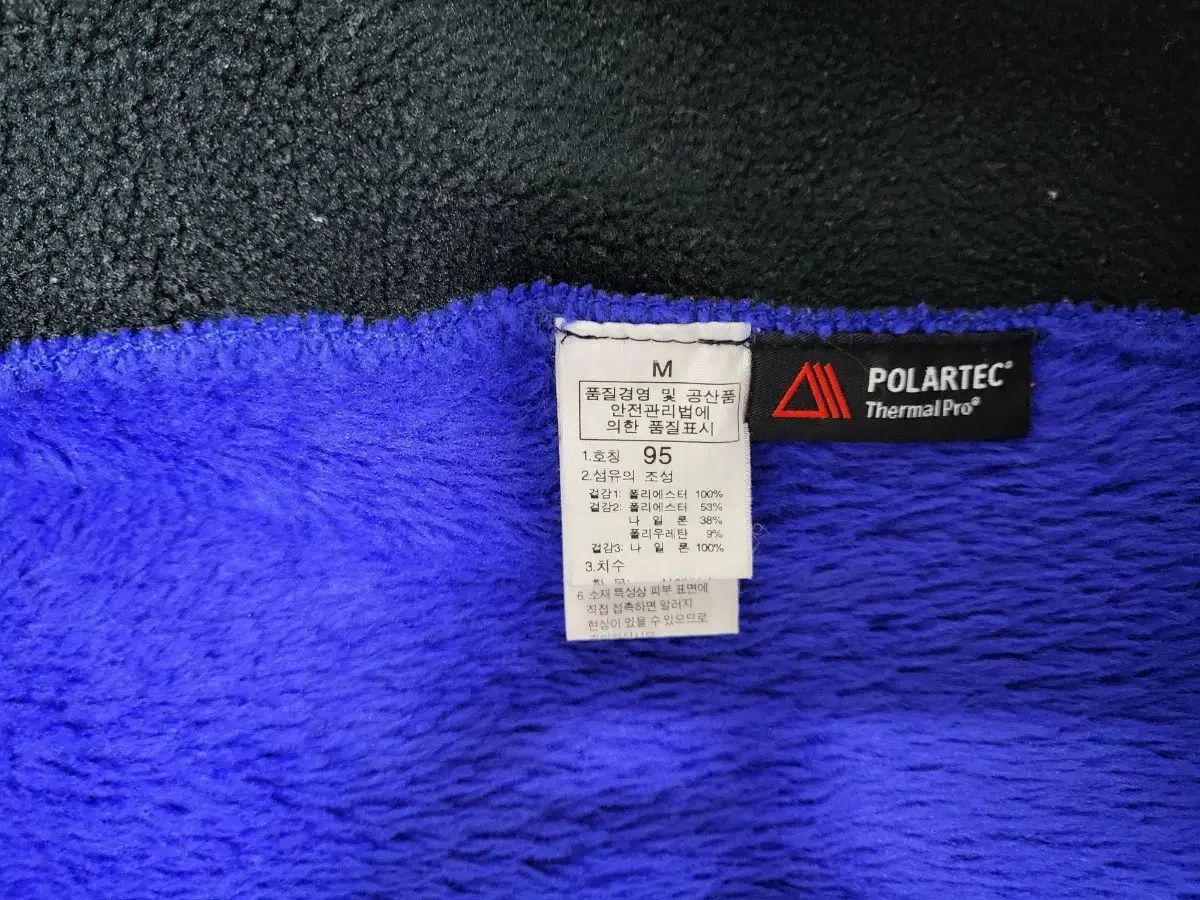 M
품질경영 및 공산품
안전관리법에
의한 품질표시
1.호칭 95
2.섬유의 조성
겉감1: 폴리에스터 100%
겉감2: 폴리에스터 53%
나 일 론 38%
폴리우레탄 9%
겉감3: 나 일 론 100%
3.치수
6. 소재 특성상 피부 표면에
직접 접촉하면 알러지
현상이 있을 수 있으므로
POLARTEC®
ThermalPro®